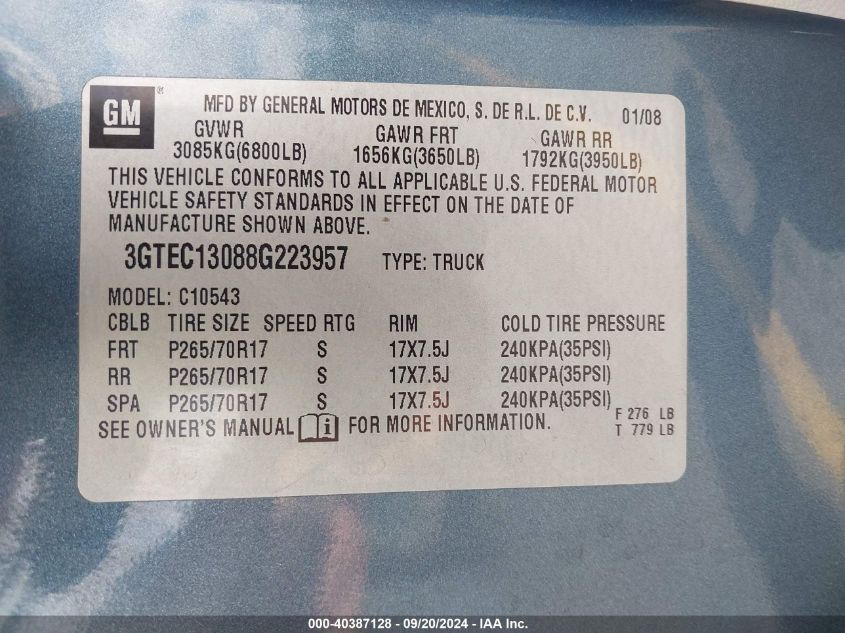 GM ® MFD BY GENERAL MOTORS DE MEXICO, S. DE R.L. DE C.V. 01/08
GVWR GAWR FRT GAWR RR
3085KG(6800LB) 1656KG(3650LB) 1792KG(3950LB)
THIS VEHICLE CONFORMS TO ALL APPLICABLE U.S. FEDERAL MOTOR
VEHICLE SAFETY STANDARDS IN EFFECT ON THE DATE OF
MANUFACTURE SHOWN ABOVE.
3GTEC13088G223957 TYPE: TRUCK
MODEL: C10543
CBLB TIRE SIZE SPEED RTG RIM COLD TIRE PRESSURE
FRT P265/70R17 S 17X7.5J 240KPA(35PSI)
RR P265/70R17 S 17X7.5J 240KPA(35PSI)
SPA P265/70R17 S 17X7.5J 240KPA(35PSI)
F 276 LB
SEE OWNER'S MANUAL i FOR MORE INFORMATION.
T 779 LB
000-40387128 - 09/20/2024 - IAA Inc.